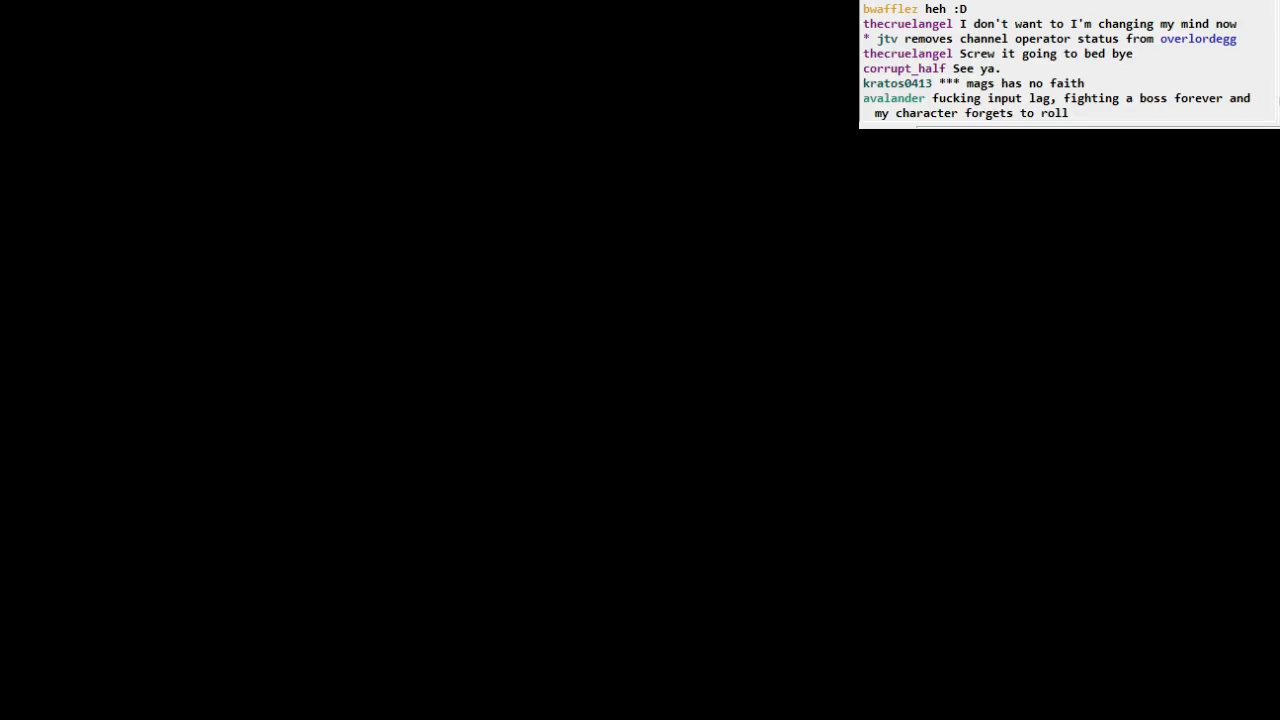 bwafflez heh :D
thecruelangel I don't want to I'm changing my mind now
* jtv removes channel operator status from overlordegg
thecruelangel Screw it going to bed bye
corrupt_half See ya.
kratos0413 *** mags has no faith
avalander fucking input lag, fighting a boss forever and
my character forgets to roll